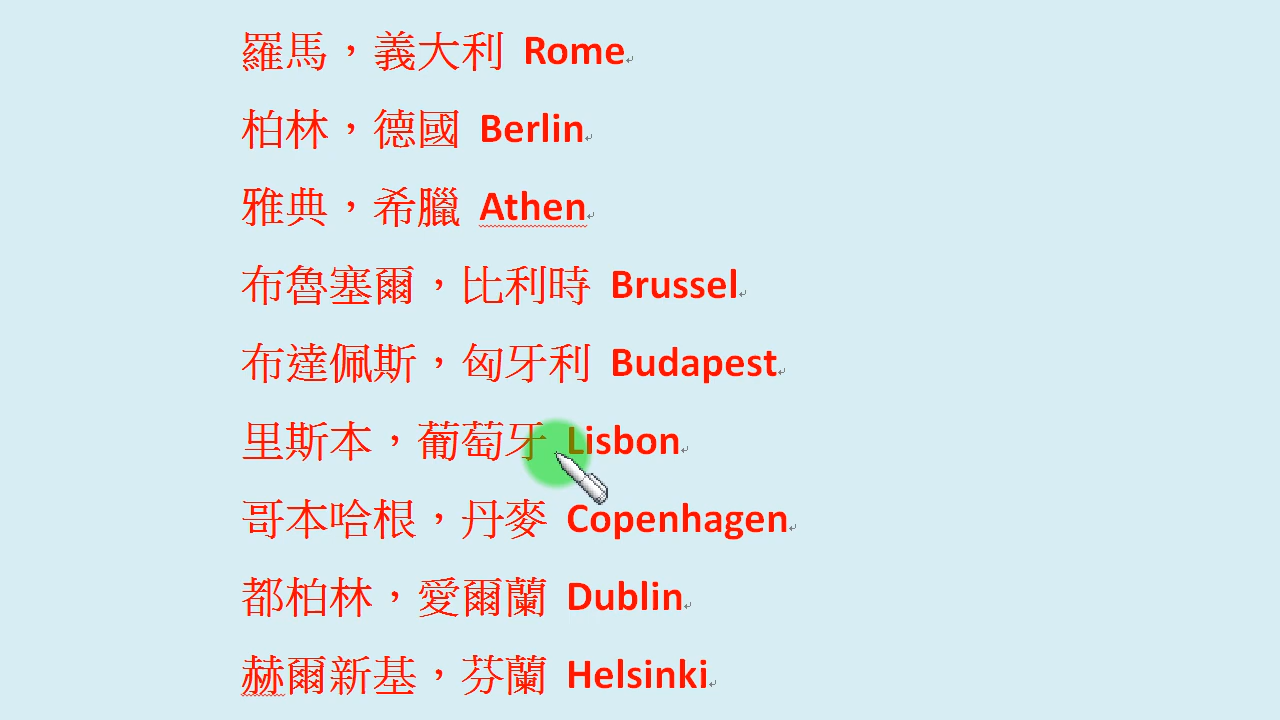 羅馬，義大利 Rome
柏林，德國 Berlin
雅典，希臘 Athen
布魯塞爾，比利時 Brussel
布達佩斯，匈牙利 Budapest
里斯本，葡萄牙 Lisbon
哥本哈根，丹麥 Copenhagen
都柏林，愛爾蘭 Dublin
赫爾新基，芬蘭 Helsinki